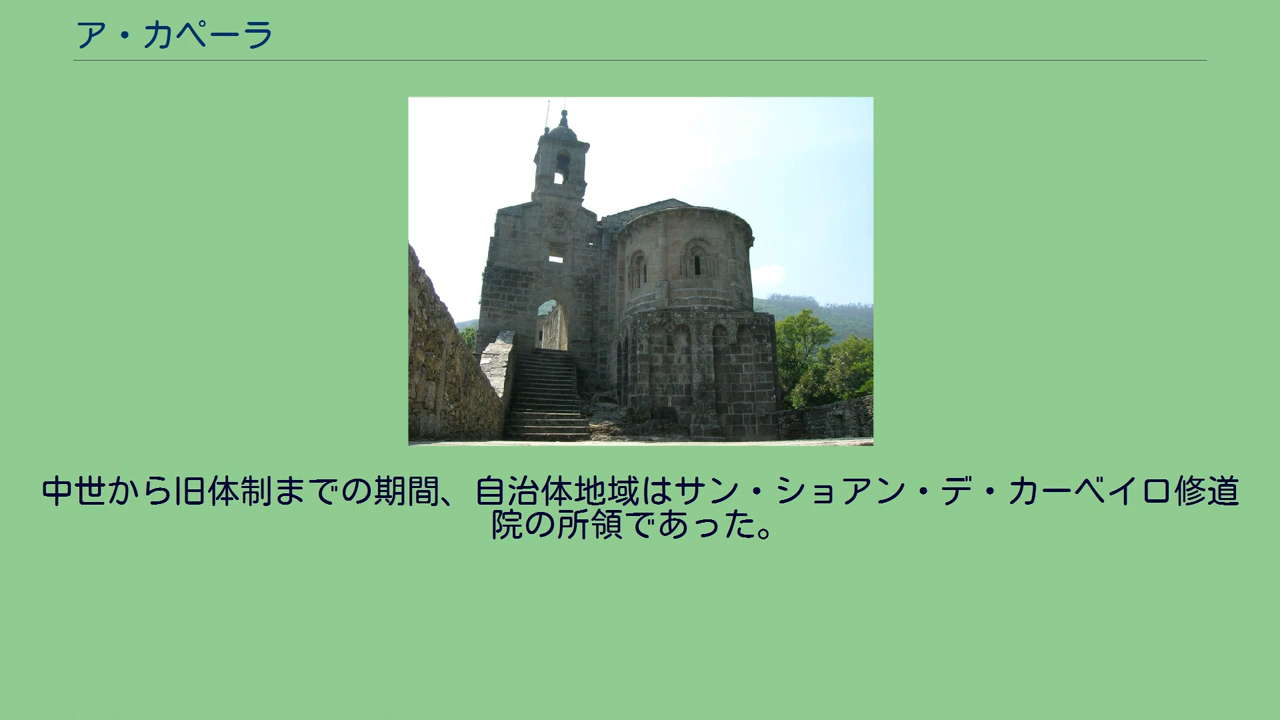 ア・カペーラ
中世から旧体制までの期間、自治体地域はサン・ショアン・デ・カーベイロ修道
院の所領であった。